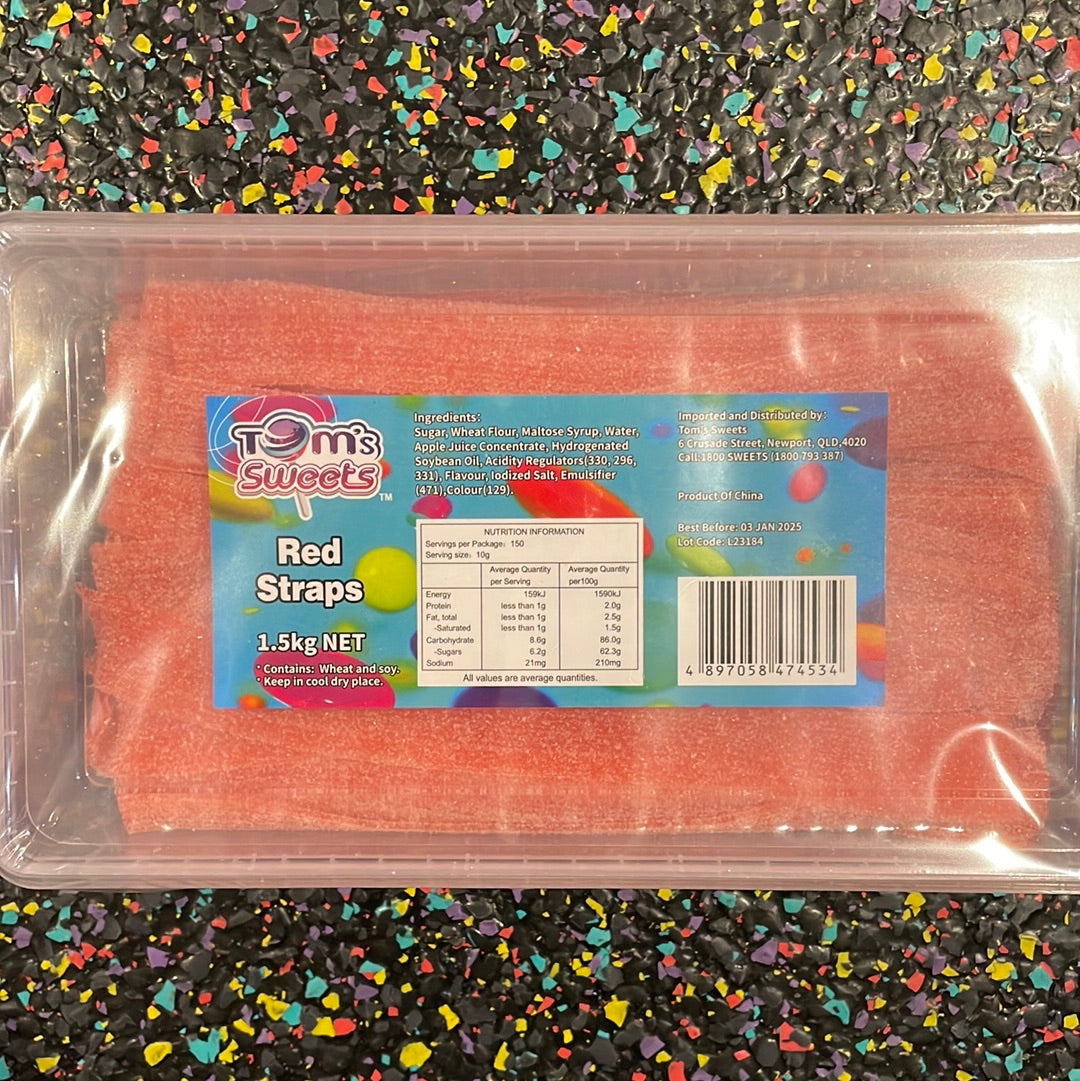 Tom's
Sweets
TM
Red
Straps
1.5kg NET
* Contains: Wheat and soy.
* Keep in cool dry place.
Ingredients:
Sugar, Wheat Flour, Maltose Syrup, Water,
Apple Juice Concentrate, Hydrogenated
Soybean Oil, Acidity Regulators(330, 296,
331), Flavour, Iodized Salt, Emulsifier
(471),Colour(129).
NUTRITION INFORMATION
Servings per Package: 150
Serving size: 10g
Average Quantity per Serving Average Quantity per100g
Energy 159kJ 1590kJ
Protein less than 1g 2.0g
Fat, total less than 1g 2.5g
-Saturated less than 1g 1.5g
Carbohydrate 8.6g 86.0g
-Sugars 6.2g 62.3g
Sodium 21mg 210mg
All values are average quantities.
Imported and Distributed by:
Tom's Sweets
6 Crusade Street, Newport, QLD,4020
Call:1800 SWEETS (1800 793 387)
Product Of China
Best Before: 03 JAN 2025
Lot Code: L23184
4 897058 474534